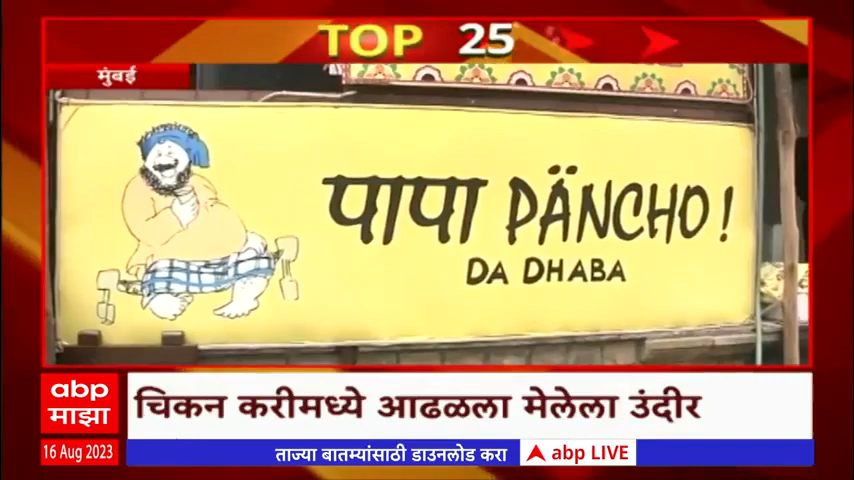 TOP 25
मुंबई
पापा PÄNCHO!
DA DHABA
abp
माझा
चिकन करीमध्ये आढळला मेलेला उंदीर
16 Aug 2023
ताज्या बातम्यांसाठी डाउनलोड करा
abp LIVE